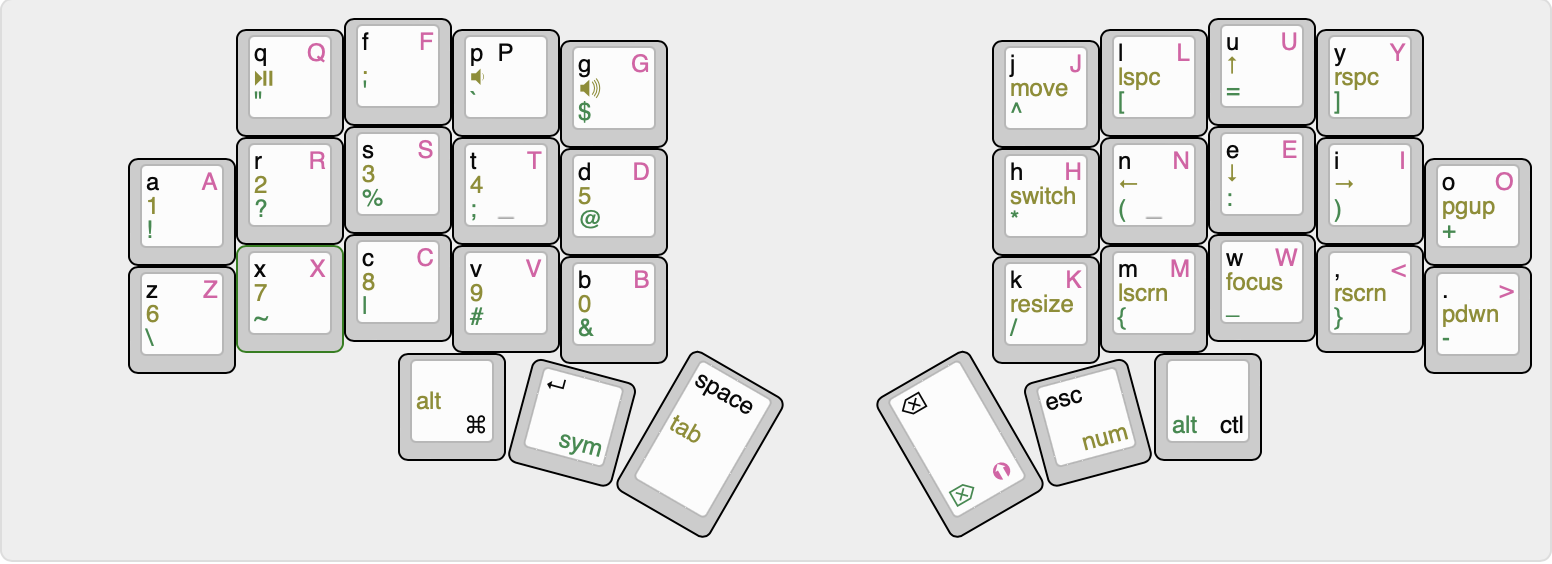 q Q
⏯
"
f F
;
p P
🔉
`
g G
🔊
$
j J
move
^
l L
lspc
[
u U
↑
=
y Y
rspc
]
a A
1
!
r R
2
?
s S
3
%
t T
4
; _
d D
5
@
h H
switch
*
n N
←
( _
e E
↓
:
i I
→
)
o O
pgup
+
z Z
6
\
x X
7
~
c C
8
|
v V
9
#
b B
0
&
k K
resize
/
m M
lscrn
{
w W
focus
_
, <
rscrn
}
. >
pdwn
-
alt
⌘
↵
sym
space
tab
⌫
⌫
esc
num
alt ctl